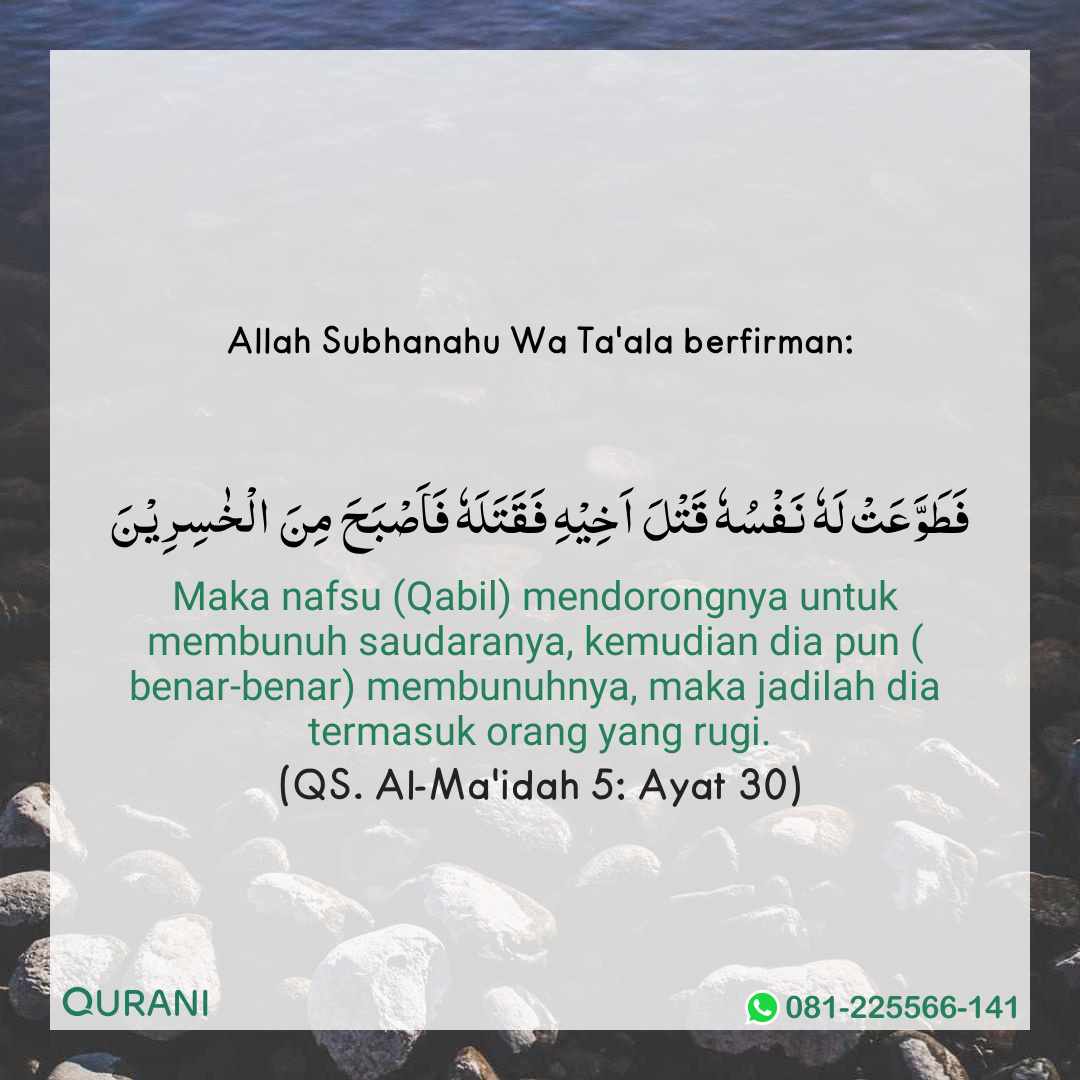 Allah Subhanahu Wa Ta'ala berfirman:
فَطَوَّعَتْ لَهٗ نَفْسُهٗ قَتْلَ اَخِيْهِ فَقَتَلَهٗ فَاَصْبَحَ مِنَ الْخٰسِرِيْنَ
Maka nafsu (Qabil) mendorongnya untuk
membunuh saudaranya, kemudian dia pun (
benar-benar) membunuhnya, maka jadilah dia
termasuk orang yang rugi.
(QS. Al-Ma'idah 5: Ayat 30)
QURANI
081-225566-141